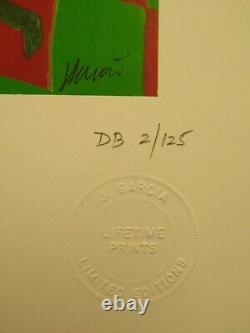 DB 2/125
J. GARCIA
LIFETIME
PRINTS
LIMITED EDITIONS